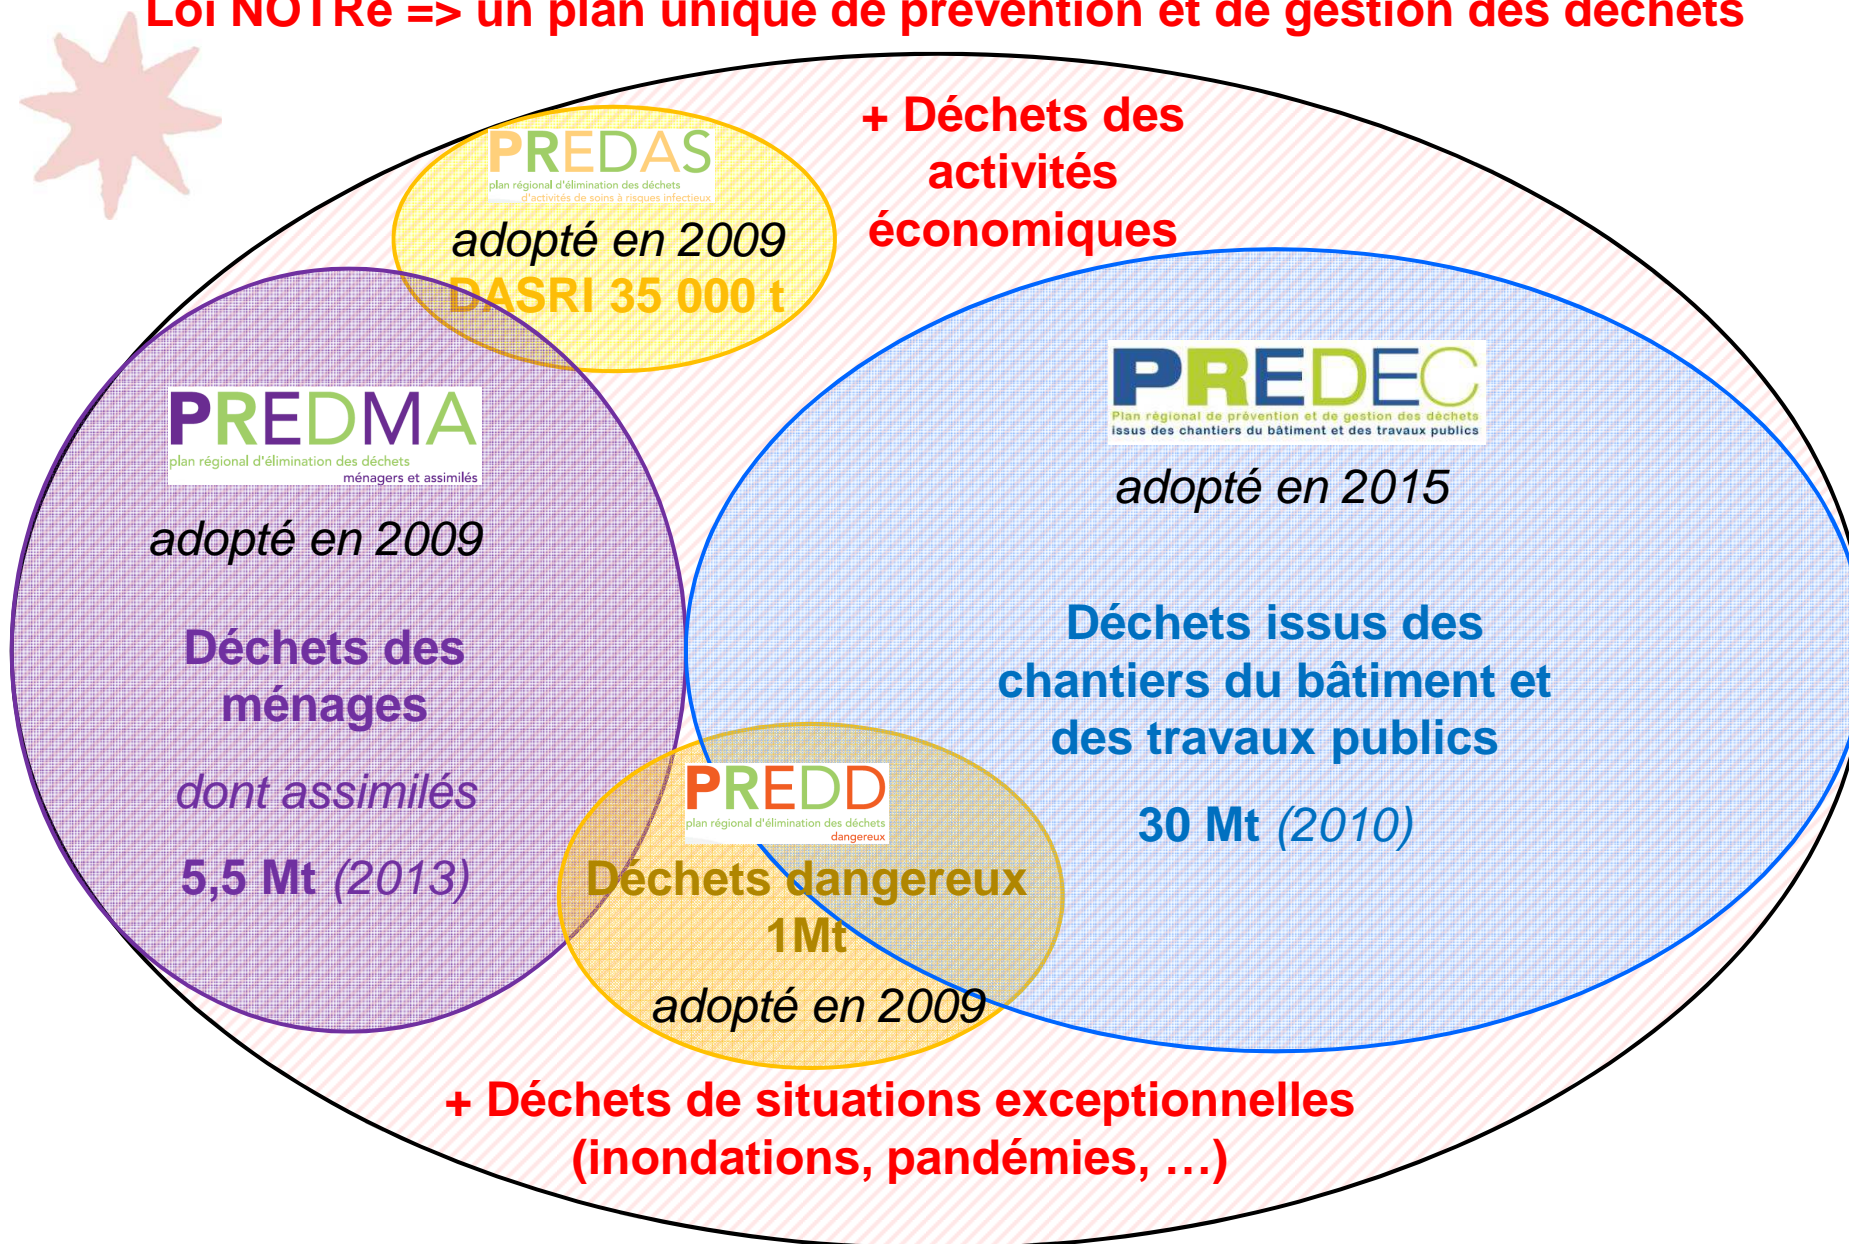 Loi NOTRe => un plan unique de prévention et de gestion des déchets
+ Déchets des
activités
économiques
PREDAS
plan régional d'élimination des déchets
d'activités de soins à risques infectieux
adopté en 2009
DASRI 35 000 t
PREDMA
plan régional d'élimination des déchets
ménagers et assimilés
adopté en 2009
Déchets des
ménages
dont assimilés
5,5 Mt (2013)
PREDEC
Plan régional de prévention et de gestion des déchets
issus des chantiers du bâtiment et des travaux publics
adopté en 2015
Déchets issus des
chantiers du bâtiment et
des travaux publics
30 Mt (2010)
PREDD
plan régional d'élimination des déchets
dangereux
Déchets dangereux
1Mt
adopté en 2009
+ Déchets de situations exceptionnelles
(inondations, pandémies, …)